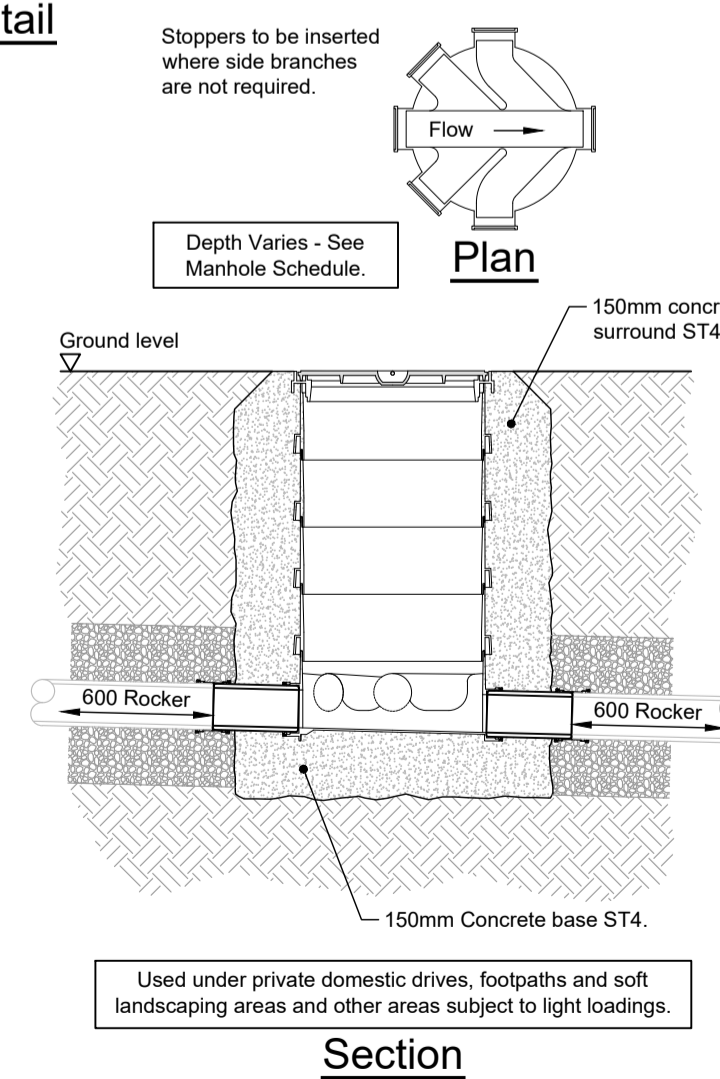 tail
Stoppers to be inserted
where side branches
are not required.
Flow
Depth Varies - See
Manhole Schedule.
Plan
150mm concr
surround ST4
Ground level
600 Rocker
600 Rocker
150mm Concrete base ST4.
Used under private domestic drives, footpaths and soft
landscaping areas and other areas subject to light loadings.
Section